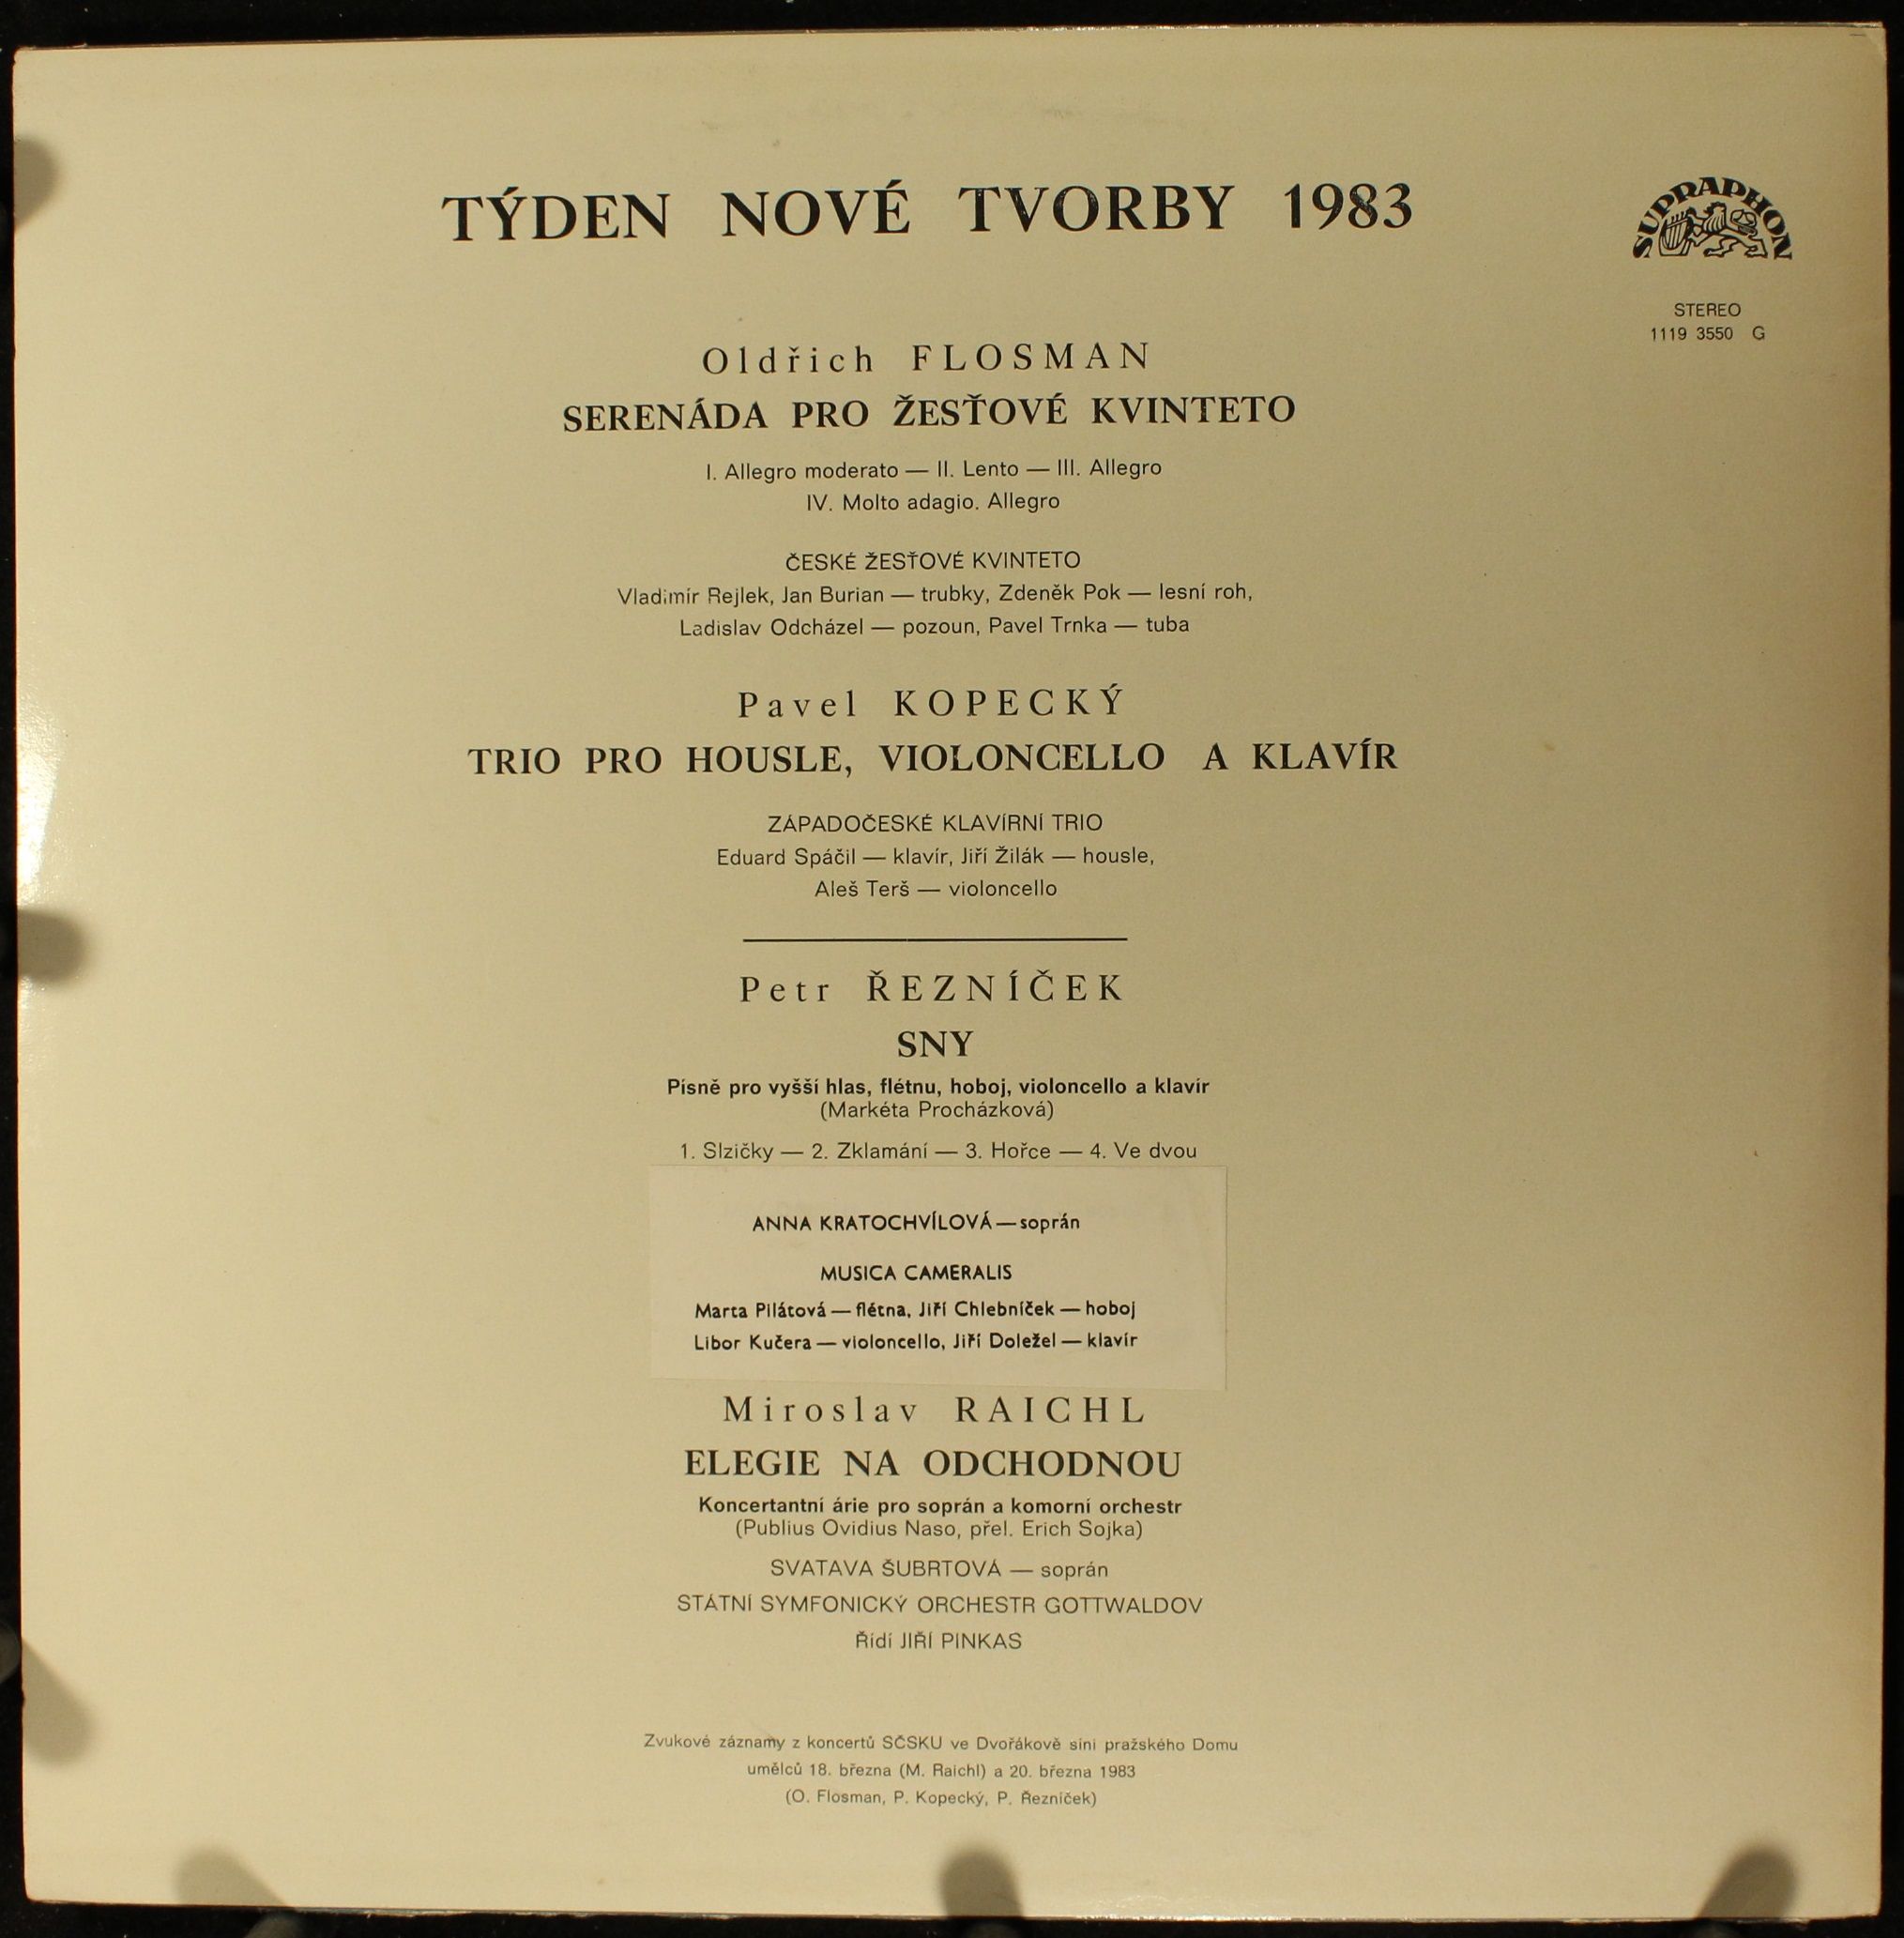 TÝDEN NOVÉ TVORBY 1983
SUPRAPHON
STEREO
1119 3550 G
Oldřich FLOSMAN
SERENÁDA PRO ŽESŤOVÉ KVINTETO
I. Allegro moderato — II. Lento — III. Allegro
IV. Molto adagio. Allegro
ČESKÉ ŽESŤOVÉ KVINTETO
Vladimír Rejlek, Jan Burian — trubky, Zdeněk Pok — lesní roh,
Ladislav Odcházel — pozoun, Pavel Trnka — tuba
Pavel KOPECKÝ
TRIO PRO HOUSLE, VIOLONCELLO A KLAVÍR
ZÁPADOČESKÉ KLAVÍRNÍ TRIO
Eduard Spáčil — klavír, Jiří Žilák — housle,
Aleš Terš — violoncello
Petr ŘEZNÍČEK
SNY
Písně pro vyšší hlas, flétnu, hoboj, violoncello a klavír
(Markéta Procházková)
1. Slzičky — 2. Zklamání — 3. Hořce — 4. Ve dvou
ANNA KRATOCHVÍLOVÁ — soprán
MUSICA CAMERALIS
Marta Pilátová — flétna, Jiří Chlebníček — hoboj
Libor Kučera — violoncello, Jiří Doležel — klavír
Miroslav RAICHL
ELEGIE NA ODCHODNOU
Koncertantní árie pro soprán a komorní orchestr
(Publius Ovidius Naso, přel. Erich Sojka)
SVATAVA ŠUBRTOVÁ — soprán
STÁTNÍ SYMFONICKÝ ORCHESTR GOTTWALDOV
Řídí JIŘÍ PINKAS
Zvukové záznamy z koncertů SČSKU ve Dvořákově síni pražského Domu
umělců 18. března (M. Raichl) a 20. března 1983
(O. Flosman, P. Kopecký, P. Řezníček)